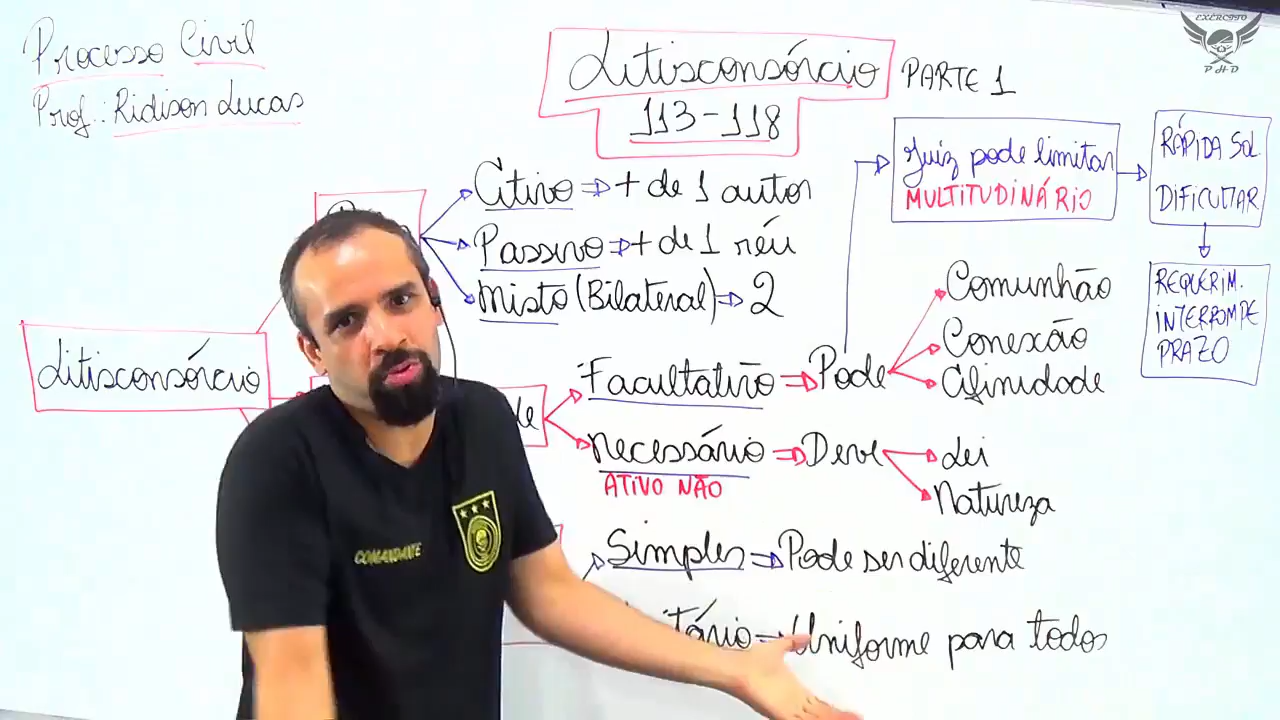 Processo Civil
Prof.: Ridison Lucas
Litisconsórcio PARTE 1
113-118
EXÉRCITO
PHD
Ativo => + de 1 autor
Passivo => + de 1 réu
Misto (Bilateral) => 2
Juiz pode limitar
MULTITUDINÁRIO
RÁPIDA SOL.
DIFICULTAR
REQUERIM.
INTERROMPE
PRAZO
Litisconsórcio
Facultativo => Pode
Comunhão
Conexão
Afinidade
Necessário => Deve
ATIVO NÃO
Lei
Natureza
Simples => Pode ser diferente
Uniforme para todos
COMANDANTE